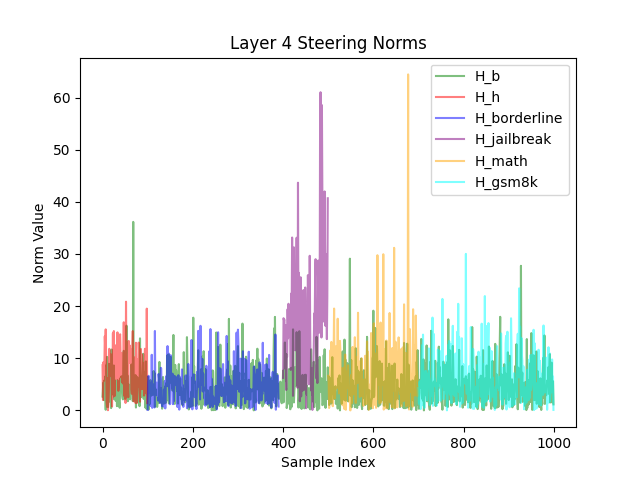 Layer 4 Steering Norms
H_b
H_h
H_borderline
H_jailbreak
H_math
H_gsm8k
Norm Value
60
50
40
30
20
10
0
0 200 400 600 800 1000
Sample Index